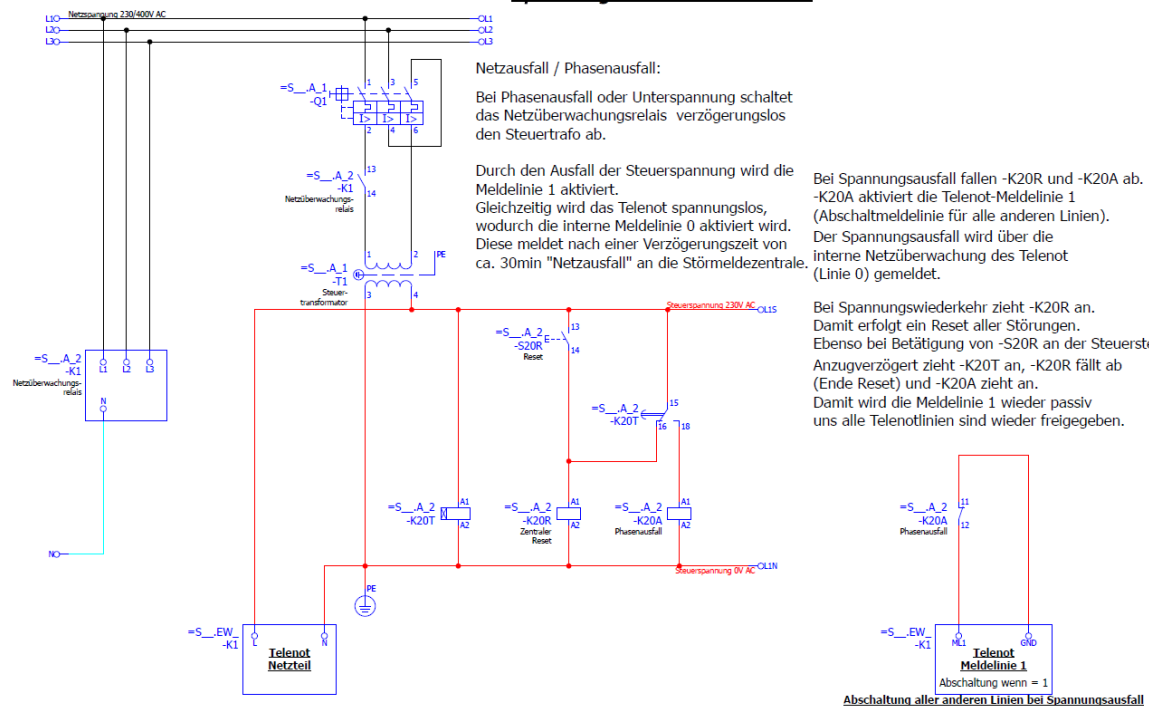 L1
Netzspannung 230/400V AC
L1
L2
L2
L3
L3
Netzausfall / Phasenausfall:
=S__.A_1
-Q1
1
3
5
I>
I>
I>
2
4
6
Bei Phasenausfall oder Unterspannung schaltet
das Netzüberwachungsrelais verzögerungslos
den Steuertrafo ab.
Durch den Ausfall der Steuerspannung wird die
Meldelinie 1 aktiviert.
Gleichzeitig wird das Telenot spannungslos,
wodurch die interne Meldelinie 0 aktiviert wird.
Diese meldet nach einer Verzögerungszeit von
ca. 30min "Netzausfall" an die Störmeldezentrale.
Bei Spannungsausfall fallen -K20R und -K20A ab.
-K20A aktiviert die Telenot-Meldelinie 1
(Abschaltmeldelinie für alle anderen Linien).
Der Spannungsausfall wird über die
interne Netzüberwachung des Telenot
(Linie 0) gemeldet.
Bei Spannungswiederkehr zieht -K20R an.
Damit erfolgt ein Reset aller Störungen.
Ebenso bei Betätigung von -S20R an der Steuerste
Anzugverzögert zieht -K20T an, -K20R fällt ab
(Ende Reset) und -K20A zieht an.
Damit wird die Meldelinie 1 wieder passiv
uns alle Telenotlinien sind wieder freigegeben.
=S__.A_2
-K1
Netzüberwachungs-
relais
13
14
=S__.A_1
-T1
Steuer-
transformator
1
2
PE
3
4
Steuerspannung 230V AC
L1S
=S__.A_2
-K1
Netzüberwachungs-
relais
L1
L2
L3
N
=S__.A_2
-S20R
Reset
13
14
=S__.A_2
-K20T
15
16
18
=S__.A_2
-K20T
A1
A2
=S__.A_2
-K20R
Zentraler
Reset
A1
A2
=S__.A_2
-K20A
Phasenausfall
A1
A2
=S__.A_2
-K20A
Phasenausfall
11
12
N
Steuerspannung 0V AC
L1N
PE
=S__.EW_
-K1
L
N
Telenot
Netzteil
=S__.EW_
-K1
ML1
GND
Telenot
Meldelinie 1
Abschaltung wenn = 1
Abschaltung aller anderen Linien bei Spannungsausfall